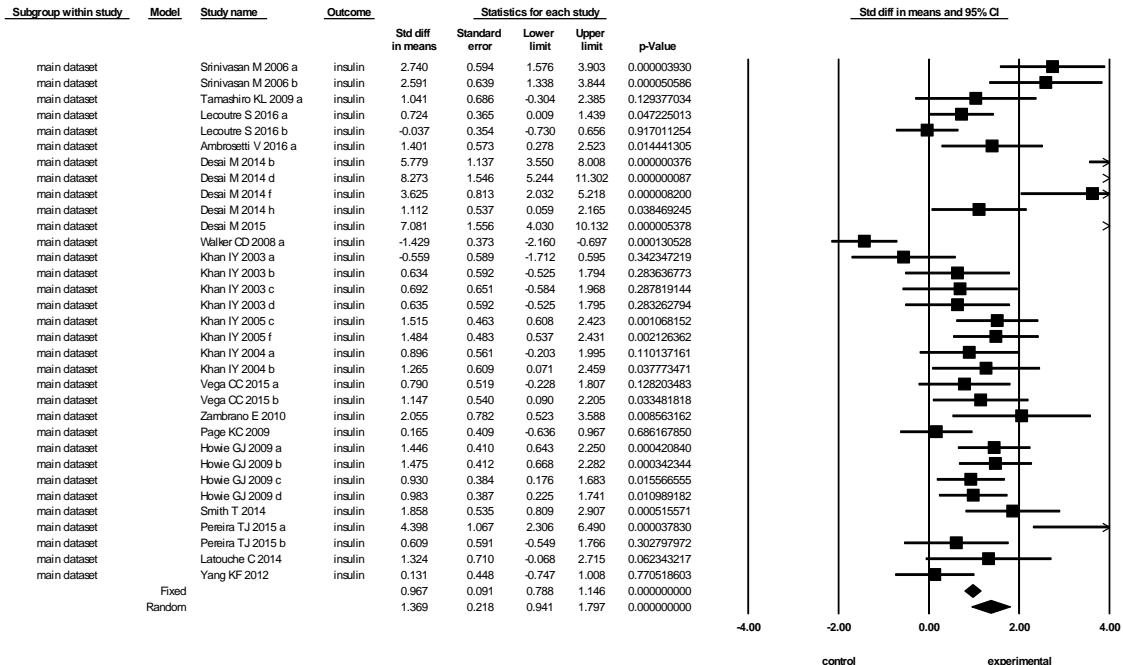 Subgroup within study Model Study name Outcome Statistics for each study Std diff in means and 95% CI
Std diff Standard Lower Upper
in means error limit limit p-Value
main dataset Srinivasan M 2006 a insulin 2.740 0.594 1.576 3.903 0.000003930
main dataset Srinivasan M 2006 b insulin 2.591 0.639 1.338 3.844 0.000050586
main dataset Tamashiro KL 2009 a insulin 1.041 0.686 -0.304 2.385 0.129377034
main dataset Lecoutre S 2016 a insulin 0.724 0.365 0.009 1.439 0.047225013
main dataset Lecoutre S 2016 b insulin -0.037 0.354 -0.730 0.656 0.917011254
main dataset Ambrosetti V 2016 a insulin 1.401 0.573 0.278 2.523 0.014441305
main dataset Desai M 2014 b insulin 5.779 1.137 3.550 8.008 0.000000376
main dataset Desai M 2014 d insulin 8.273 1.546 5.244 11.302 0.000000087
main dataset Desai M 2014 f insulin 3.625 0.813 2.032 5.218 0.000008200
main dataset Desai M 2014 h insulin 1.112 0.537 0.059 2.165 0.038469245
main dataset Desai M 2015 insulin 7.081 1.556 4.030 10.132 0.000005378
main dataset Walker CD 2008 a insulin -1.429 0.373 -2.160 -0.697 0.000130528
main dataset Khan IY 2003 a insulin -0.559 0.589 -1.712 0.595 0.342347219
main dataset Khan IY 2003 b insulin 0.634 0.592 -0.525 1.794 0.283636773
main dataset Khan IY 2003 c insulin 0.692 0.651 -0.584 1.968 0.287819144
main dataset Khan IY 2003 d insulin 0.635 0.592 -0.525 1.795 0.283262794
main dataset Khan IY 2005 c insulin 1.515 0.463 0.608 2.423 0.001068152
main dataset Khan IY 2005 f insulin 1.484 0.483 0.537 2.431 0.002126362
main dataset Khan IY 2004 a insulin 0.896 0.561 -0.203 1.995 0.110137161
main dataset Khan IY 2004 b insulin 1.265 0.609 0.071 2.459 0.037773471
main dataset Vega CC 2015 a insulin 0.790 0.519 -0.228 1.807 0.128203483
main dataset Vega CC 2015 b insulin 1.147 0.540 0.090 2.205 0.033481818
main dataset Zambrano E 2010 insulin 2.055 0.782 0.523 3.588 0.008563162
main dataset Page KC 2009 insulin 0.165 0.409 -0.636 0.967 0.686167850
main dataset Howie GJ 2009 a insulin 1.446 0.410 0.643 2.250 0.000420840
main dataset Howie GJ 2009 b insulin 1.475 0.412 0.668 2.282 0.000342344
main dataset Howie GJ 2009 c insulin 0.930 0.384 0.176 1.683 0.015566555
main dataset Howie GJ 2009 d insulin 0.983 0.387 0.225 1.741 0.010989182
main dataset Smith T 2014 insulin 1.858 0.535 0.809 2.907 0.000515571
main dataset Pereira TJ 2015 a insulin 4.398 1.067 2.306 6.490 0.000037830
main dataset Pereira TJ 2015 b insulin 0.609 0.591 -0.549 1.766 0.302797972
main dataset Latouche C 2014 insulin 1.324 0.710 -0.068 2.715 0.062343217
main dataset Yang KF 2012 insulin 0.131 0.448 -0.747 1.008 0.770518603
Fixed 0.967 0.091 0.788 1.146 0.000000000
Random 1.369 0.218 0.941 1.797 0.000000000
-4.00 -2.00 0.00 2.00 4.00
control experimental